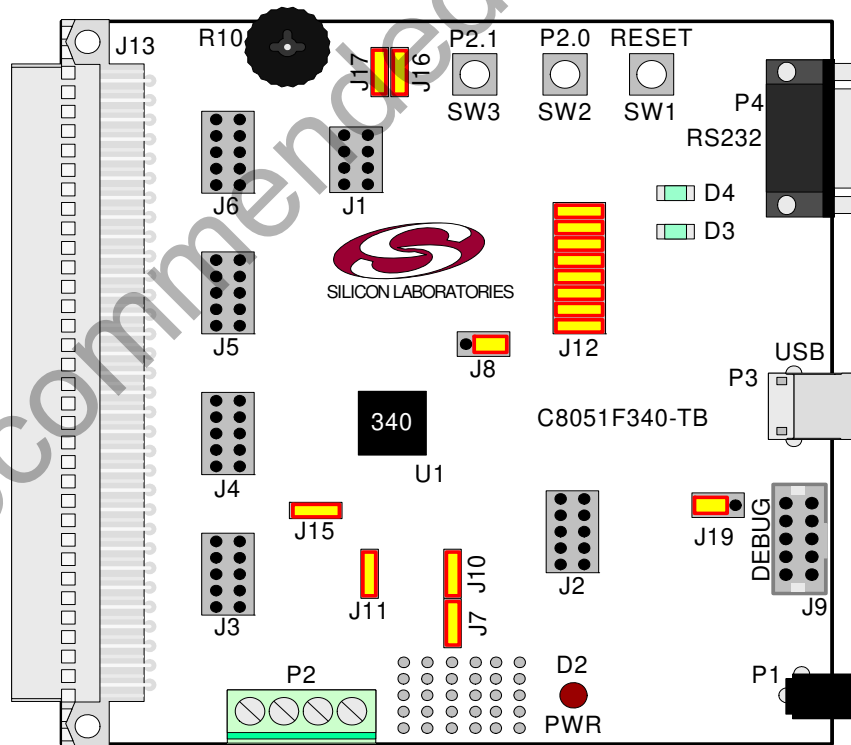 J13
R10
J17
J16
P2.1
P2.0
RESET
SW3
SW2
SW1
P4
RS232
J6
J1
D4
D3
SILICON LABORATORIES
J5
J8
J12
USB
P3
340
C8051F340-TB
U1
J4
J15
J19
DEBUG
J11
J10
J2
J3
J7
J9
P2
D2
P1
PWR
commended